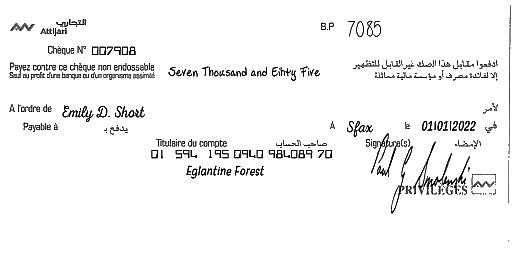 التجاري
Attijari
B.P 7085
Chèque N° 007908
Payez contre ce chèque non endossable
Sauf au profit d'une banque ou d'un organisme assimilé
Seven Thousand and Eihty Five
ادفعوا مقابل هذا الصك غير القابل للتظهير
إلا لفائدة مصرف أو مؤسسة مالية مماثلة
A l'ordre de Emily D. Short لأمر
Payable à يدفع بـ A Sfax le 01/01/2022 في
Titulaire du compte صاحب الحساب Signature(s) الإمضاء
01 594 195 0940 984089 70
Eglantine Forest
PRIVILÈGES